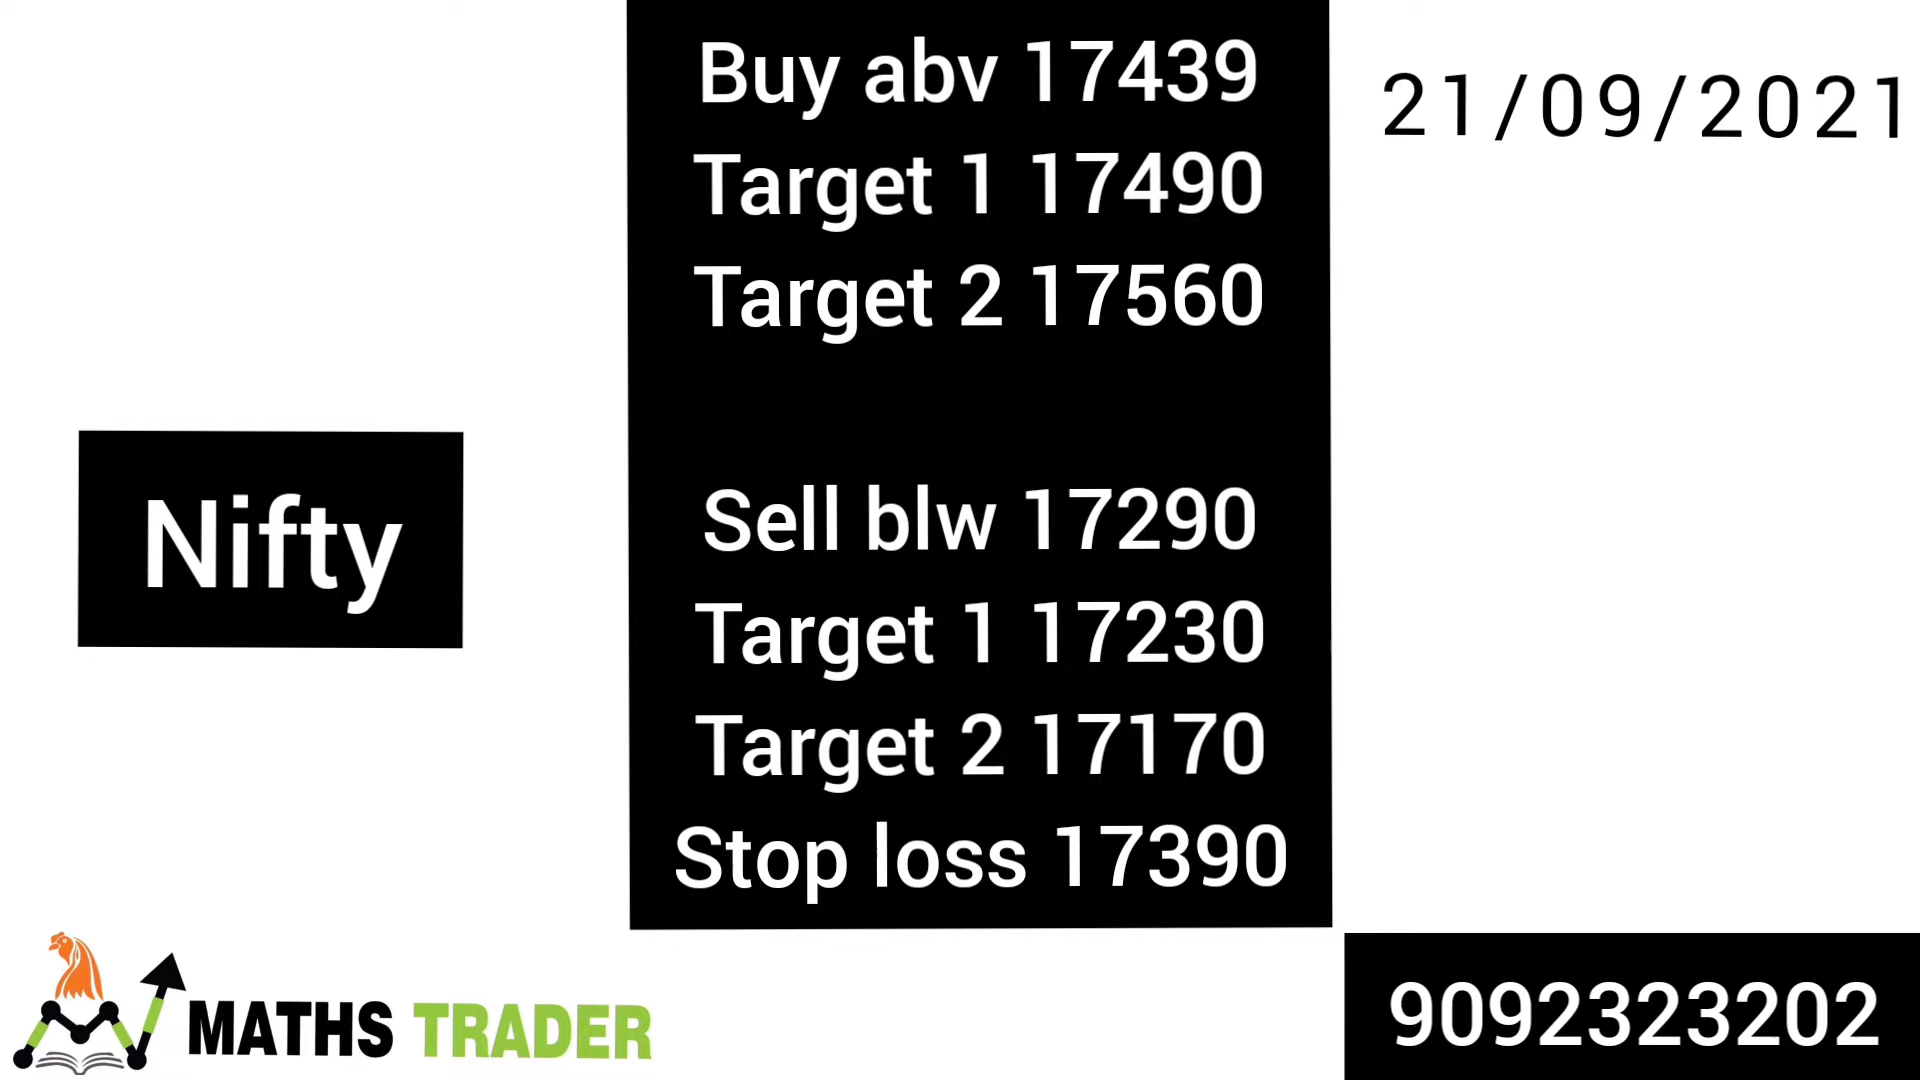 Buy abv 17439
Target 1 17490
Target 2 17560
21/09/2021
Sell blw 17290
Target 1 17230
Target 2 17170
Stop loss 17390
Nifty
MATHS TRADER
9092323202